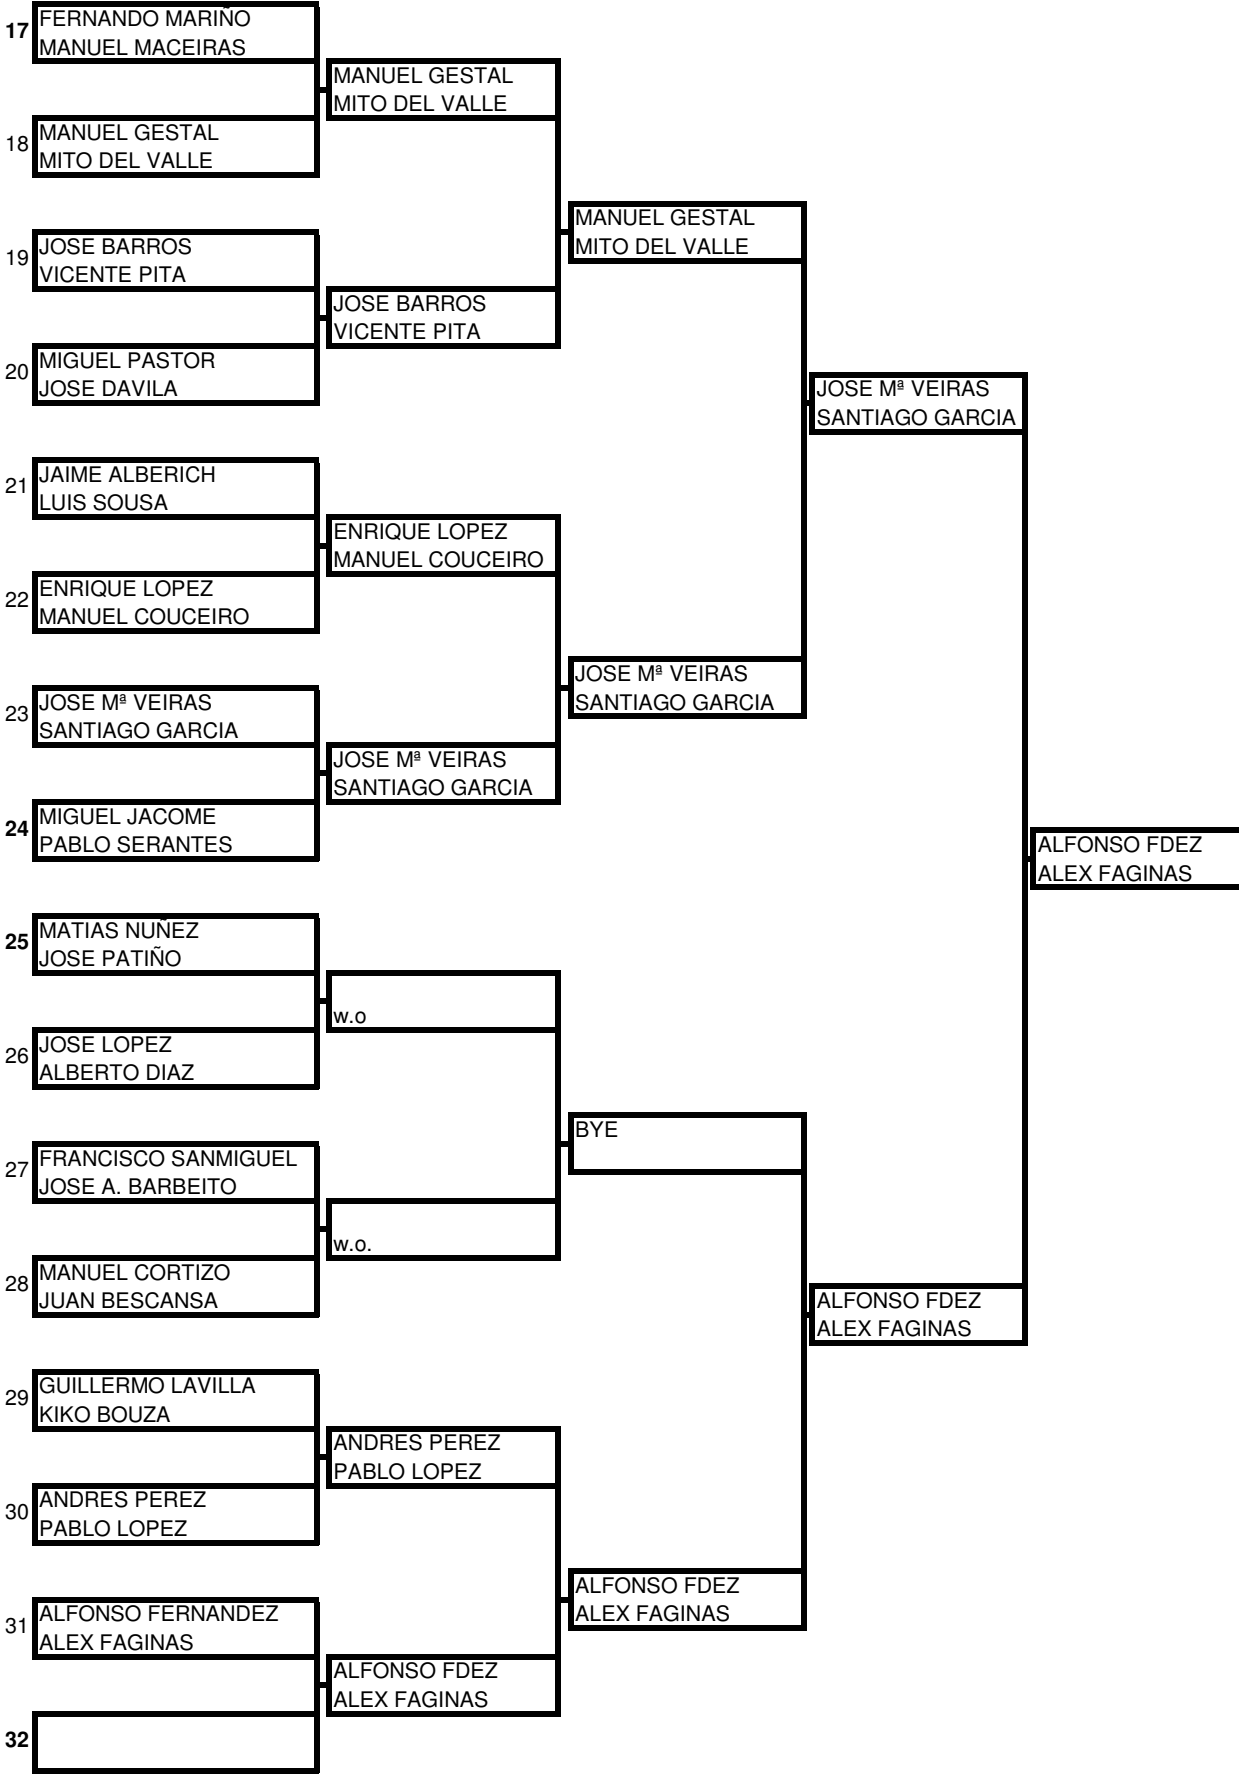 17
FERNANDO MARIÑO
MANUEL MACEIRAS
MANUEL GESTAL
MITO DEL VALLE
18
MANUEL GESTAL
MITO DEL VALLE
MANUEL GESTAL
MITO DEL VALLE
19
JOSE BARROS
VICENTE PITA
JOSE BARROS
VICENTE PITA
20
MIGUEL PASTOR
JOSE DAVILA
JOSE Mª VEIRAS
SANTIAGO GARCIA
21
JAIME ALBERICH
LUIS SOUSA
ENRIQUE LOPEZ
MANUEL COUCEIRO
22
ENRIQUE LOPEZ
MANUEL COUCEIRO
JOSE Mª VEIRAS
SANTIAGO GARCIA
23
JOSE Mª VEIRAS
SANTIAGO GARCIA
JOSE Mª VEIRAS
SANTIAGO GARCIA
24
MIGUEL JACOME
PABLO SERANTES
ALFONSO FDEZ
ALEX FAGINAS
25
MATIAS NUÑEZ
JOSE PATIÑO
w.o
26
JOSE LOPEZ
ALBERTO DIAZ
BYE
27
FRANCISCO SANMIGUEL
JOSE A. BARBEITO
w.o.
28
MANUEL CORTIZO
JUAN BESCANSA
ALFONSO FDEZ
ALEX FAGINAS
29
GUILLERMO LAVILLA
KIKO BOUZA
ANDRES PEREZ
PABLO LOPEZ
30
ANDRES PEREZ
PABLO LOPEZ
ALFONSO FDEZ
ALEX FAGINAS
31
ALFONSO FERNANDEZ
ALEX FAGINAS
ALFONSO FDEZ
ALEX FAGINAS
32